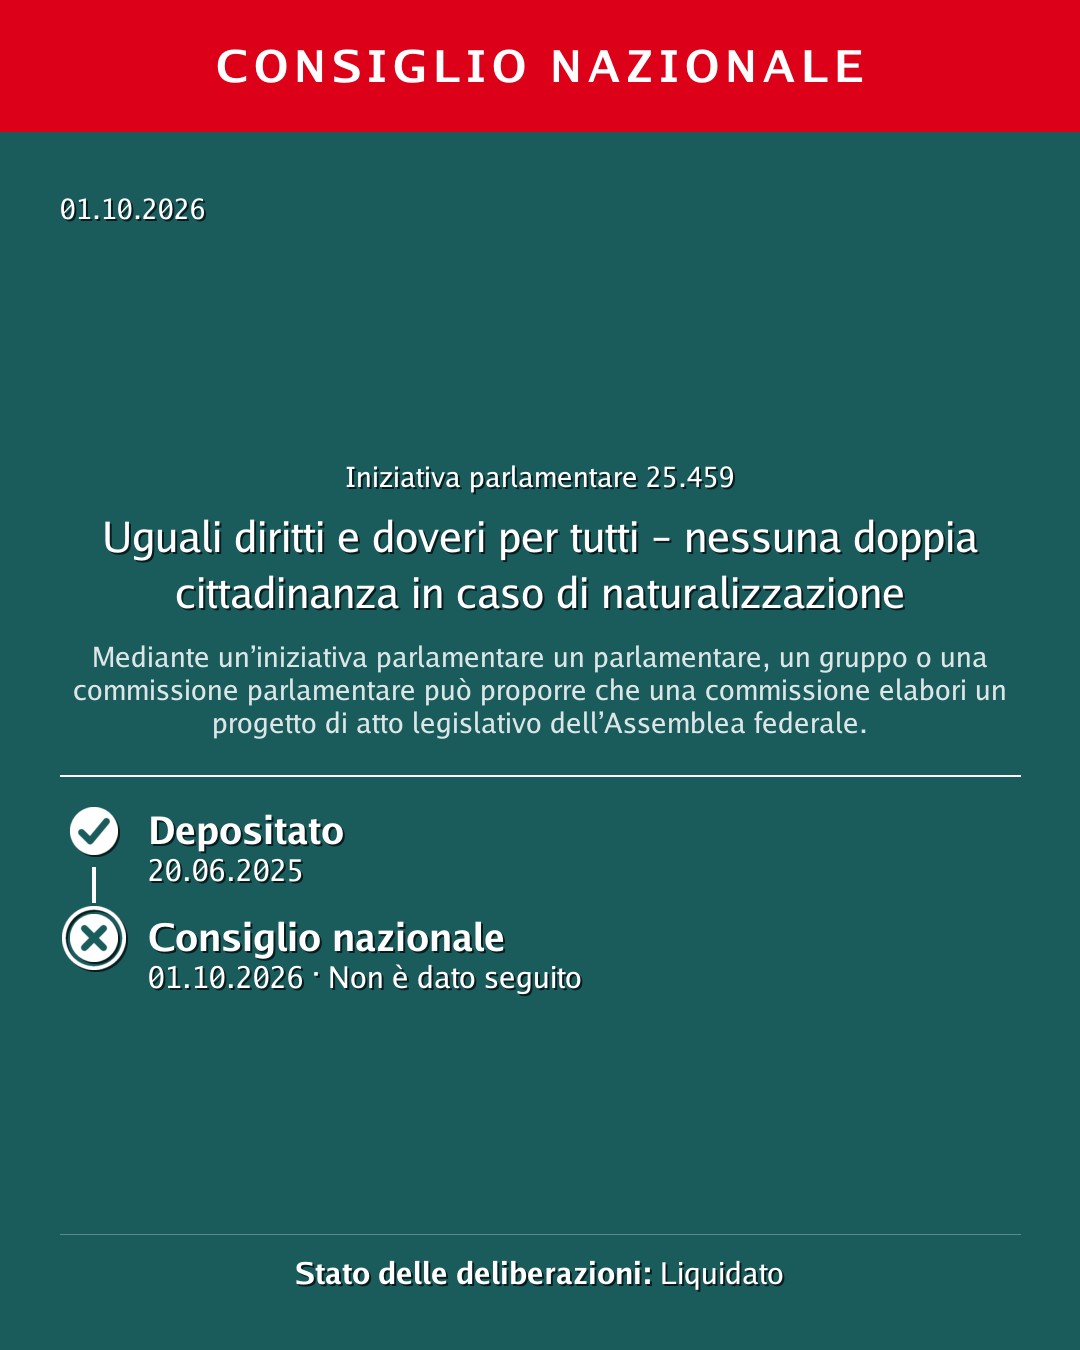 CONSIGLIO NAZIONALE
01.10.2026
Iniziativa parlamentare 25.459
Uguali diritti e doveri per tutti – nessuna doppia
cittadinanza in caso di naturalizzazione
Mediante un’iniziativa parlamentare un parlamentare, un gruppo o una
commissione parlamentare può proporre che una commissione elabori un
progetto di atto legislativo dell’Assemblea federale.
Depositato
20.06.2025
Consiglio nazionale
01.10.2026 · Non è dato seguito
Stato delle deliberazioni: Liquidato